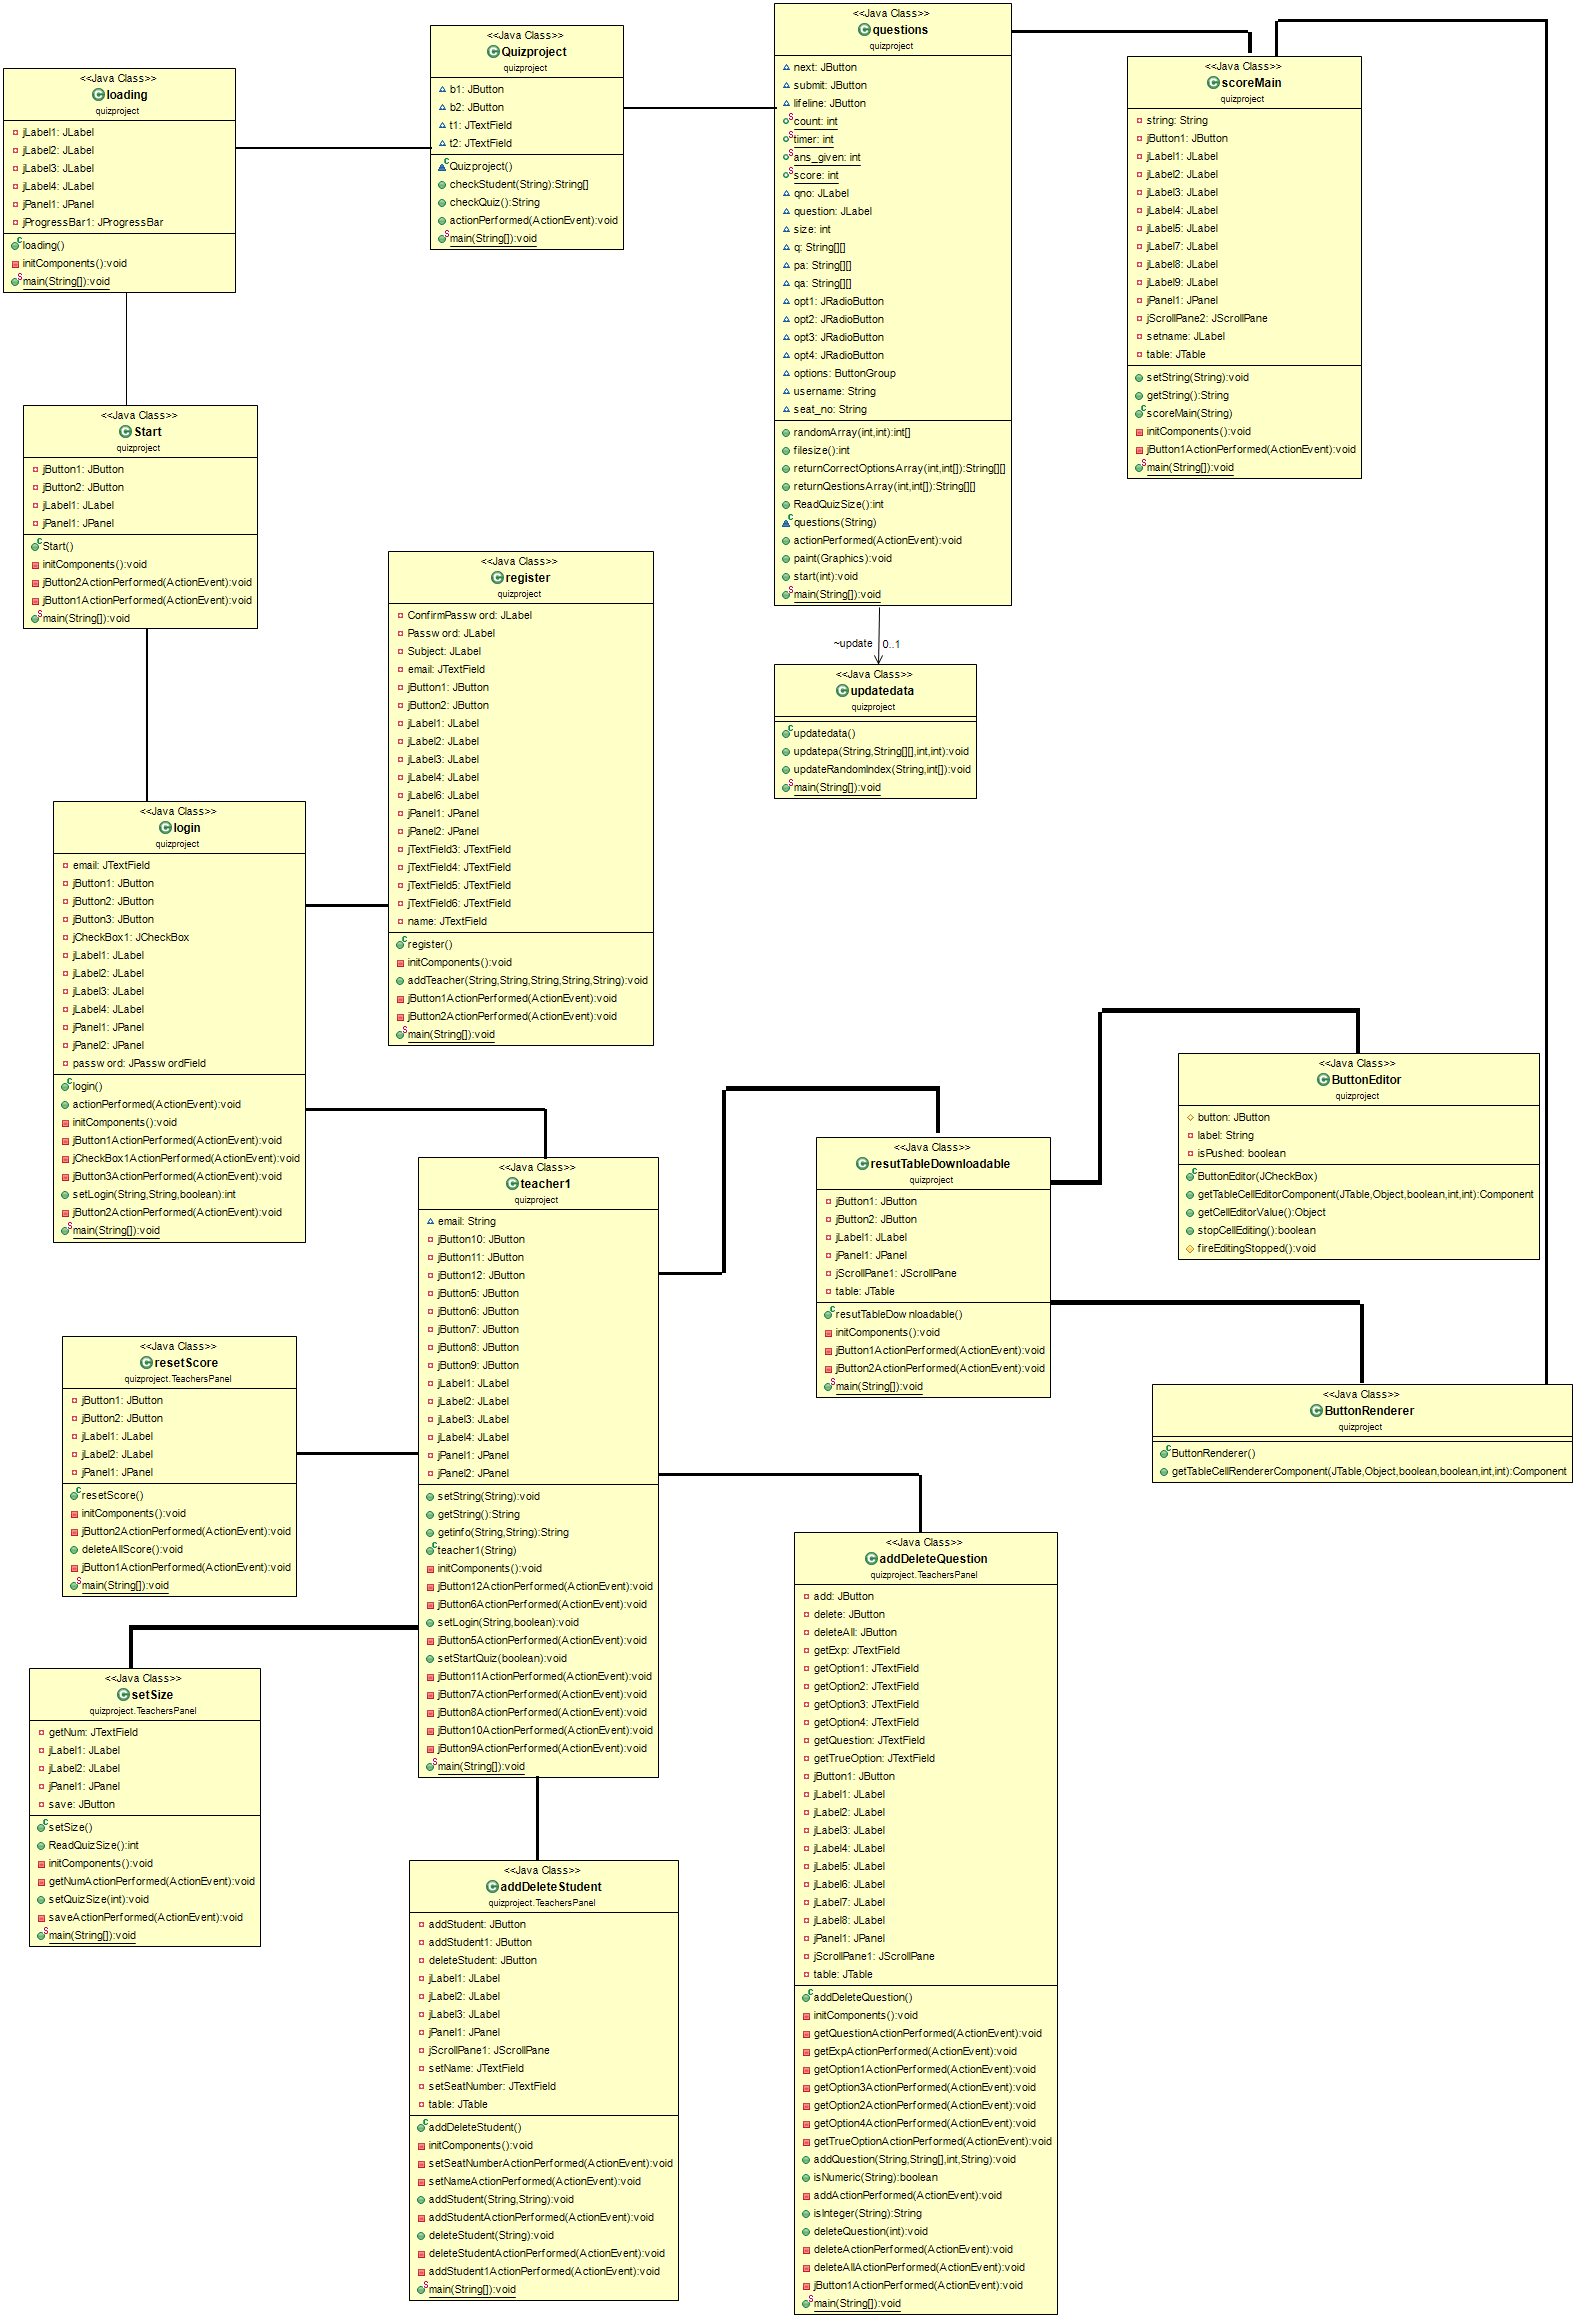 <<Java Class>>
loading
quizproject
jLabel1: JLabel
jLabel2: JLabel
jLabel3: JLabel
jLabel4: JLabel
jPanel1: JPanel
jProgressBar1: JProgressBar
loading()
initComponents():void
main(String[]):void
<<Java Class>>
Quizproject
quizproject
b1: JButton
b2: JButton
t1: JTextField
t2: JTextField
Quizproject()
checkStudent(String):String[]
checkQuiz():String
actionPerformed(ActionEvent):void
main(String[]):void
<<Java Class>>
questions
quizproject
next: JButton
submit: JButton
lifeline: JButton
count: int
timer: int
ans_given: int
score: int
qno: JLabel
question: JLabel
size: int
q: String[][]
pa: String[][]
qa: String[][]
opt1: JRadioButton
opt2: JRadioButton
opt3: JRadioButton
opt4: JRadioButton
options: ButtonGroup
username: String
seat_no: String
randomArray(int,int):int[]
filesize():int
returnCorrectOptionsArray(int,int[]):String[][]
returnQestionsArray(int,int[]):String[][]
ReadQuizSize():int
questions(String)
actionPerformed(ActionEvent):void
paint(Graphics):void
start(int):void
main(String[]):void
<<Java Class>>
scoreMain
quizproject
string: String
jButton1: JButton
jLabel1: JLabel
jLabel2: JLabel
jLabel3: JLabel
jLabel4: JLabel
jLabel5: JLabel
jLabel7: JLabel
jLabel8: JLabel
jLabel9: JLabel
jPanel1: JPanel
jScrollPane2: JScrollPane
setname: JLabel
table: JTable
setString(String):void
getString():String
scoreMain(String)
initComponents():void
jButton1ActionPerformed(ActionEvent):void
main(String[]):void
<<Java Class>>
Start
quizproject
jButton1: JButton
jButton2: JButton
jLabel1: JLabel
jPanel1: JPanel
Start()
initComponents():void
jButton2ActionPerformed(ActionEvent):void
jButton1ActionPerformed(ActionEvent):void
main(String[]):void
<<Java Class>>
register
quizproject
ConfirmPassword: JLabel
Password: JLabel
Subject: JLabel
email: JTextField
jButton1: JButton
jButton2: JButton
jLabel1: JLabel
jLabel2: JLabel
jLabel3: JLabel
jLabel4: JLabel
jLabel6: JLabel
jPanel1: JPanel
jPanel2: JPanel
jTextField3: JTextField
jTextField4: JTextField
jTextField5: JTextField
jTextField6: JTextField
name: JTextField
register()
initComponents():void
addTeacher(String,String,String,String,String):void
jButton1ActionPerformed(ActionEvent):void
jButton2ActionPerformed(ActionEvent):void
main(String[]):void
~update 0..1
<<Java Class>>
updatedata
quizproject
updatedata()
updatepa(String,String[][],int,int):void
updateRandomIndex(String,int[]):void
main(String[]):void
<<Java Class>>
login
quizproject
email: JTextField
jButton1: JButton
jButton2: JButton
jButton3: JButton
jCheckBox1: JCheckBox
jLabel1: JLabel
jLabel2: JLabel
jLabel3: JLabel
jLabel4: JLabel
jPanel1: JPanel
jPanel2: JPanel
password: JPasswordField
login()
actionPerformed(ActionEvent):void
initComponents():void
jButton1ActionPerformed(ActionEvent):void
jCheckBox1ActionPerformed(ActionEvent):void
jButton3ActionPerformed(ActionEvent):void
setLogin(String,String,boolean):int
jButton2ActionPerformed(ActionEvent):void
main(String[]):void
<<Java Class>>
ButtonEditor
quizproject
button: JButton
label: String
isPushed: boolean
ButtonEditor(JCheckBox)
getTableCellEditorComponent(JTable,Object,boolean,int,int):Component
getCellEditorValue():Object
stopCellEditing():boolean
fireEditingStopped():void
<<Java Class>>
teacher1
quizproject
email: String
jButton10: JButton
jButton11: JButton
jButton12: JButton
jButton5: JButton
jButton6: JButton
jButton7: JButton
jButton8: JButton
jButton9: JButton
jLabel1: JLabel
jLabel2: JLabel
jLabel3: JLabel
jLabel4: JLabel
jPanel1: JPanel
jPanel2: JPanel
setString(String):void
getString():String
getinfo(String,String):String
teacher1(String)
initComponents():void
jButton12ActionPerformed(ActionEvent):void
jButton6ActionPerformed(ActionEvent):void
setLogin(String,boolean):void
jButton5ActionPerformed(ActionEvent):void
setStartQuiz(boolean):void
jButton11ActionPerformed(ActionEvent):void
jButton7ActionPerformed(ActionEvent):void
jButton8ActionPerformed(ActionEvent):void
jButton10ActionPerformed(ActionEvent):void
jButton9ActionPerformed(ActionEvent):void
main(String[]):void
<<Java Class>>
resutTableDownloadable
quizproject
jButton1: JButton
jButton2: JButton
jLabel1: JLabel
jPanel1: JPanel
jScrollPane1: JScrollPane
table: JTable
resutTableDownloadable()
initComponents():void
jButton1ActionPerformed(ActionEvent):void
jButton2ActionPerformed(ActionEvent):void
main(String[]):void
<<Java Class>>
ButtonRenderer
quizproject
ButtonRenderer()
getTableCellRendererComponent(JTable,Object,boolean,boolean,int,int):Component
<<Java Class>>
resetScore
quizproject.TeachersPanel
jButton1: JButton
jButton2: JButton
jLabel1: JLabel
jLabel2: JLabel
jPanel1: JPanel
resetScore()
initComponents():void
jButton2ActionPerformed(ActionEvent):void
deleteAllScore():void
jButton1ActionPerformed(ActionEvent):void
main(String[]):void
<<Java Class>>
setSize
quizproject.TeachersPanel
getNum: JTextField
jLabel1: JLabel
jLabel2: JLabel
jPanel1: JPanel
save: JButton
setSize()
ReadQuizSize():int
initComponents():void
getNumActionPerformed(ActionEvent):void
setQuizSize(int):void
saveActionPerformed(ActionEvent):void
main(String[]):void
<<Java Class>>
addDeleteStudent
quizproject.TeachersPanel
addStudent: JButton
addStudent1: JButton
deleteStudent: JButton
jLabel1: JLabel
jLabel2: JLabel
jLabel3: JLabel
jPanel1: JPanel
jScrollPane1: JScrollPane
setName: JTextField
setSeatNumber: JTextField
table: JTable
addDeleteStudent()
initComponents():void
setSeatNumberActionPerformed(ActionEvent):void
setNameActionPerformed(ActionEvent):void
addStudent(String,String):void
addStudentActionPerformed(ActionEvent):void
deleteStudent(String):void
deleteStudentActionPerformed(ActionEvent):void
addStudent1ActionPerformed(ActionEvent):void
main(String[]):void
<<Java Class>>
addDeleteQuestion
quizproject.TeachersPanel
add: JButton
delete: JButton
deleteAll: JButton
getExp: JTextField
getOption1: JTextField
getOption2: JTextField
getOption3: JTextField
getOption4: JTextField
getQuestion: JTextField
getTrueOption: JTextField
jButton1: JButton
jLabel1: JLabel
jLabel2: JLabel
jLabel3: JLabel
jLabel4: JLabel
jLabel5: JLabel
jLabel6: JLabel
jLabel7: JLabel
jLabel8: JLabel
jPanel1: JPanel
jScrollPane1: JScrollPane
table: JTable
addDeleteQuestion()
initComponents():void
getQuestionActionPerformed(ActionEvent):void
getExpActionPerformed(ActionEvent):void
getOption1ActionPerformed(ActionEvent):void
getOption3ActionPerformed(ActionEvent):void
getOption2ActionPerformed(ActionEvent):void
getOption4ActionPerformed(ActionEvent):void
getTrueOptionActionPerformed(ActionEvent):void
addQuestion(String,String[],int,String):void
isNumeric(String):boolean
addActionPerformed(ActionEvent):void
isInteger(String):String
deleteQuestion(int):void
deleteActionPerformed(ActionEvent):void
deleteAllActionPerformed(ActionEvent):void
jButton1ActionPerformed(ActionEvent):void
main(String[]):void